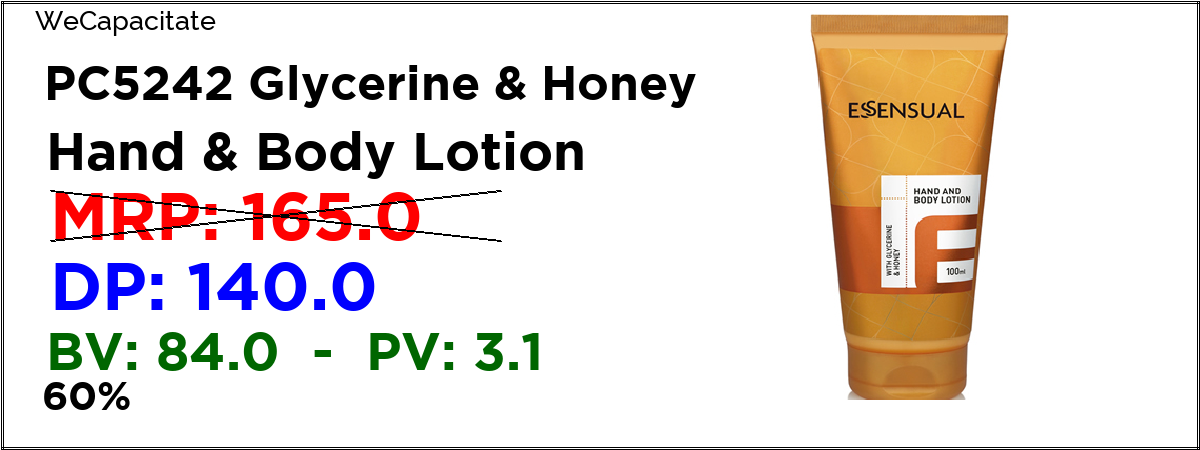 WeCapacitate
PC5242 Glycerine & Honey
Hand & Body Lotion
MRP: 165.0
DP: 140.0
BV: 84.0 - PV: 3.1
60%
ESSENSUAL
HAND AND
BODY LOTION
WITH GLYCERINE
& HONEY
E
100ml